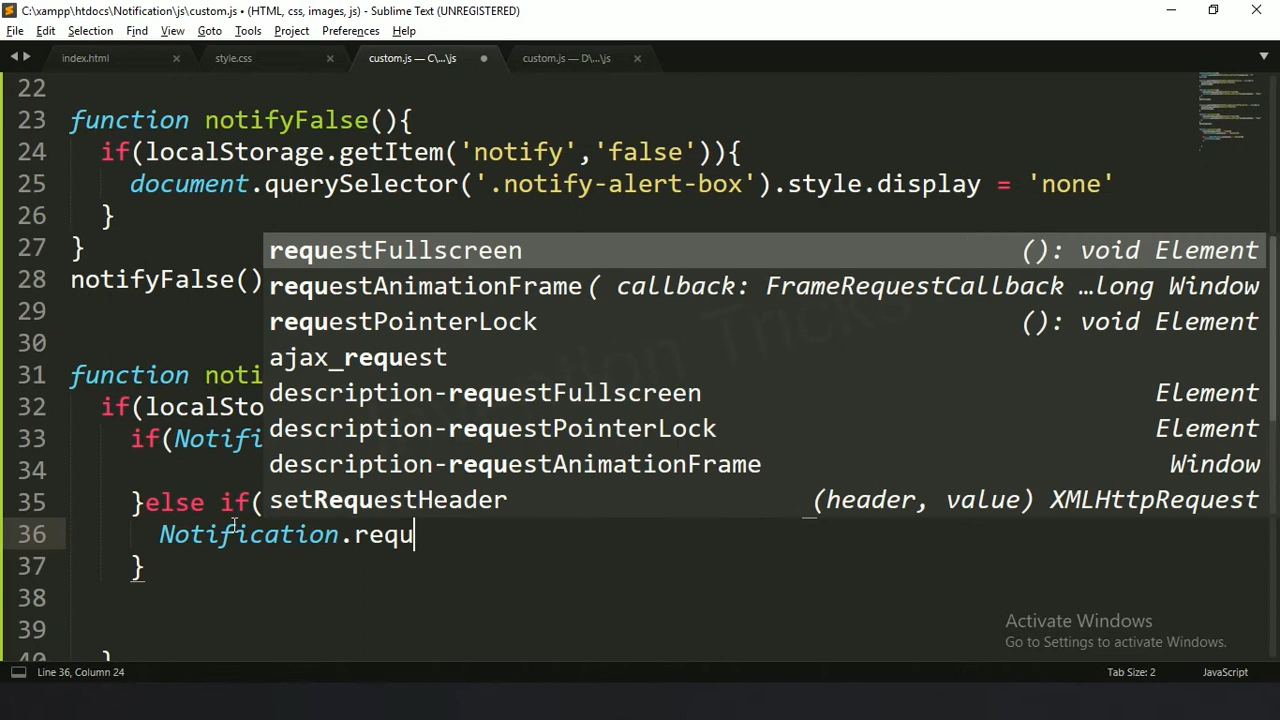 C:\xampp\htdocs\Notification\js\custom.js • (HTML, css, images, js) - Sublime Text (UNREGISTERED)
File Edit Selection Find View Goto Tools Project Preferences Help
index.html style.css custom.js — C\...\js custom.js — D\...\js
22
23 function notifyFalse(){
24 if(localStorage.getItem('notify','false')){
25 document.querySelector('.notify-alert-box').style.display = 'none'
26 }
27 }
requestFullscreen (): void Element
28 notifyFalse()
requestAnimationFrame( callback: FrameRequestCallback …long Window
29
requestPointerLock (): void Element
30
ajax_request
31 function noti
description-requestFullscreen Element
32 if(localSto
description-requestPointerLock Element
33 if(Notifi
34
description-requestAnimationFrame Window
35 }else if(
setRequestHeader (header, value) XMLHttpRequest
36 Notification.requ
37 }
38
39
40 }
Tricks
Activate Windows
Go to Settings to activate Windows.
Line 36, Column 24 Tab Size: 2 JavaScript